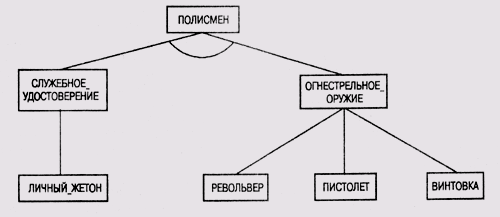 ПОЛИСМЕН
СЛУЖЕБНОЕ_
УДОСТОВЕРЕНИЕ
ОГНЕСТРЕЛЬНОЕ_
ОРУЖИЕ
ЛИЧНЫЙ_ЖЕТОН
РЕВОЛЬВЕР
ПИСТОЛЕТ
ВИНТОВКА